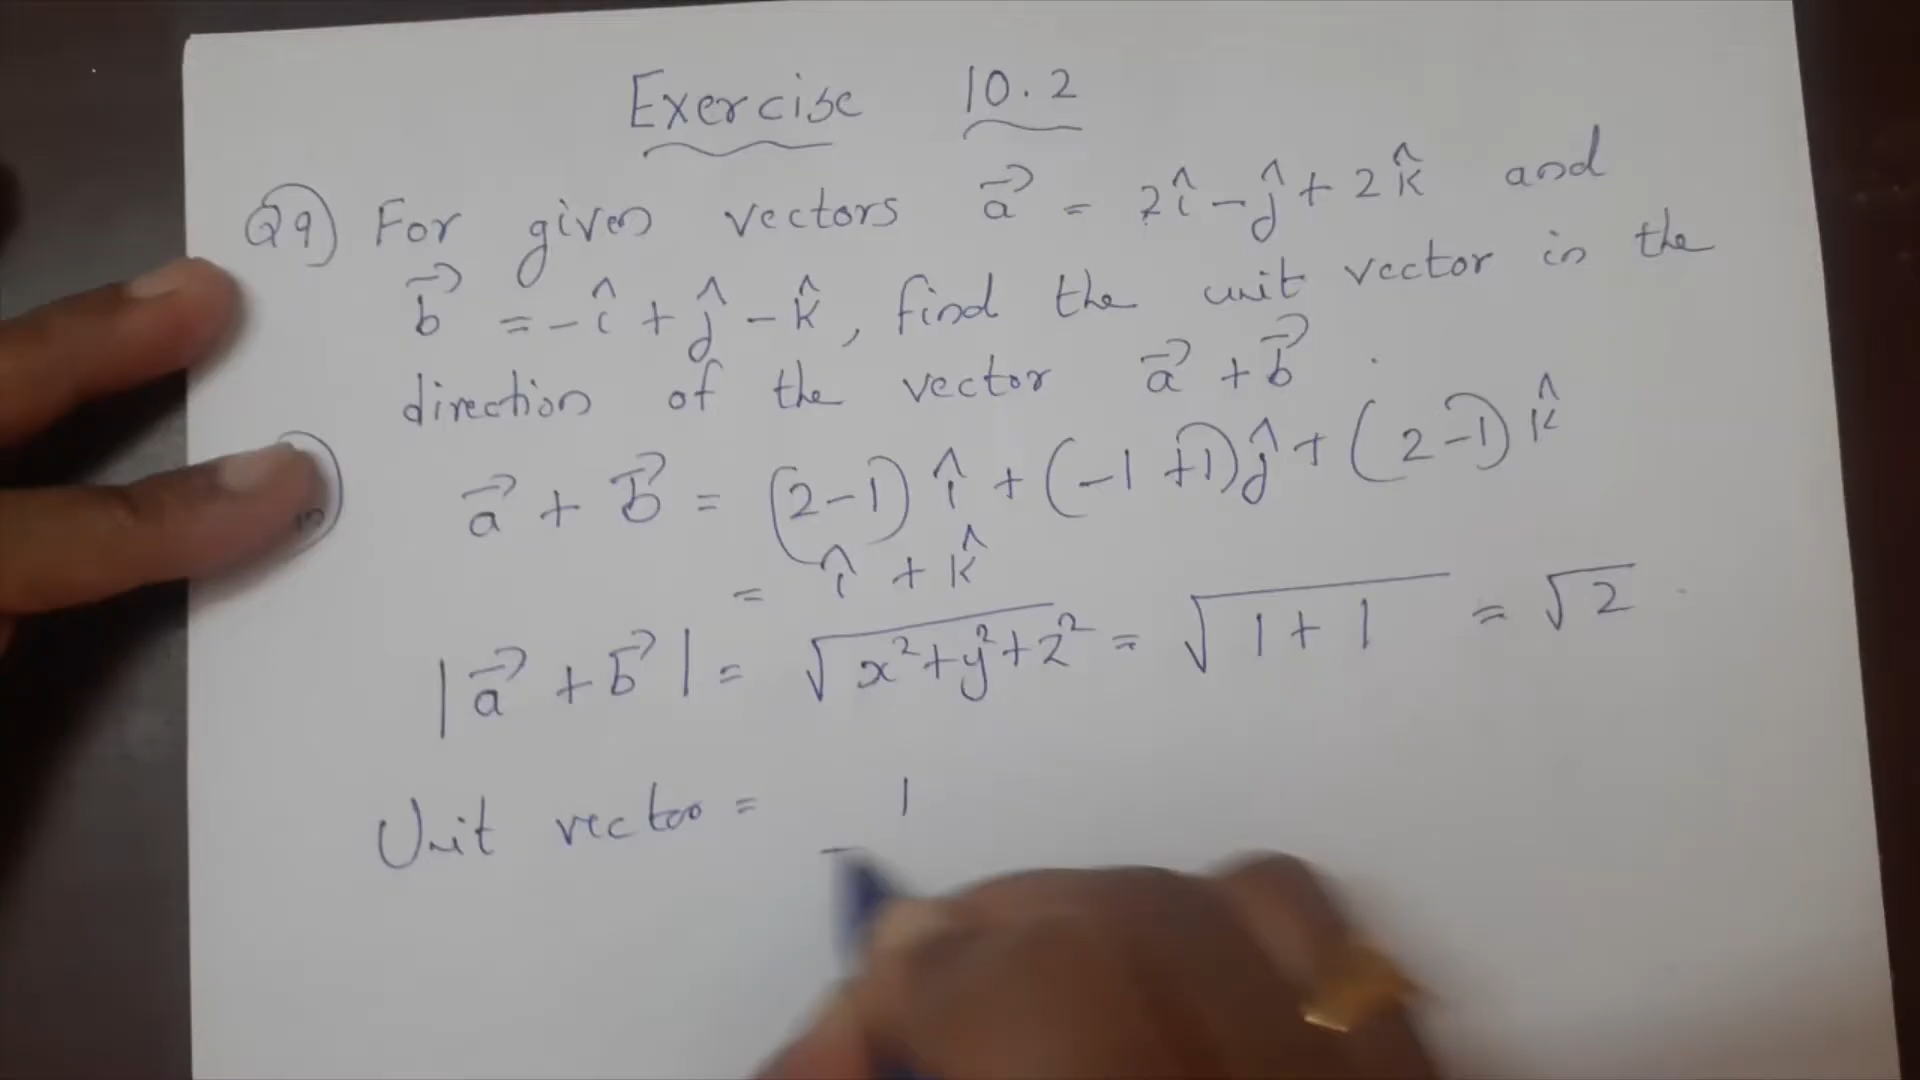 Exercise 10.2
Q9) For given vectors a⃗ = 2î - ĵ + 2k̂ and
b⃗ = -î + ĵ - k̂, find the unit vector in the
direction of the vector a⃗ + b⃗.
a⃗ + b⃗ = (2-1) î + (-1+1) ĵ + (2-1) k̂
= î + k̂
|a⃗ + b⃗| = √(x²+y²+z²) = √(1+1) = √2.
Unit vector = 1